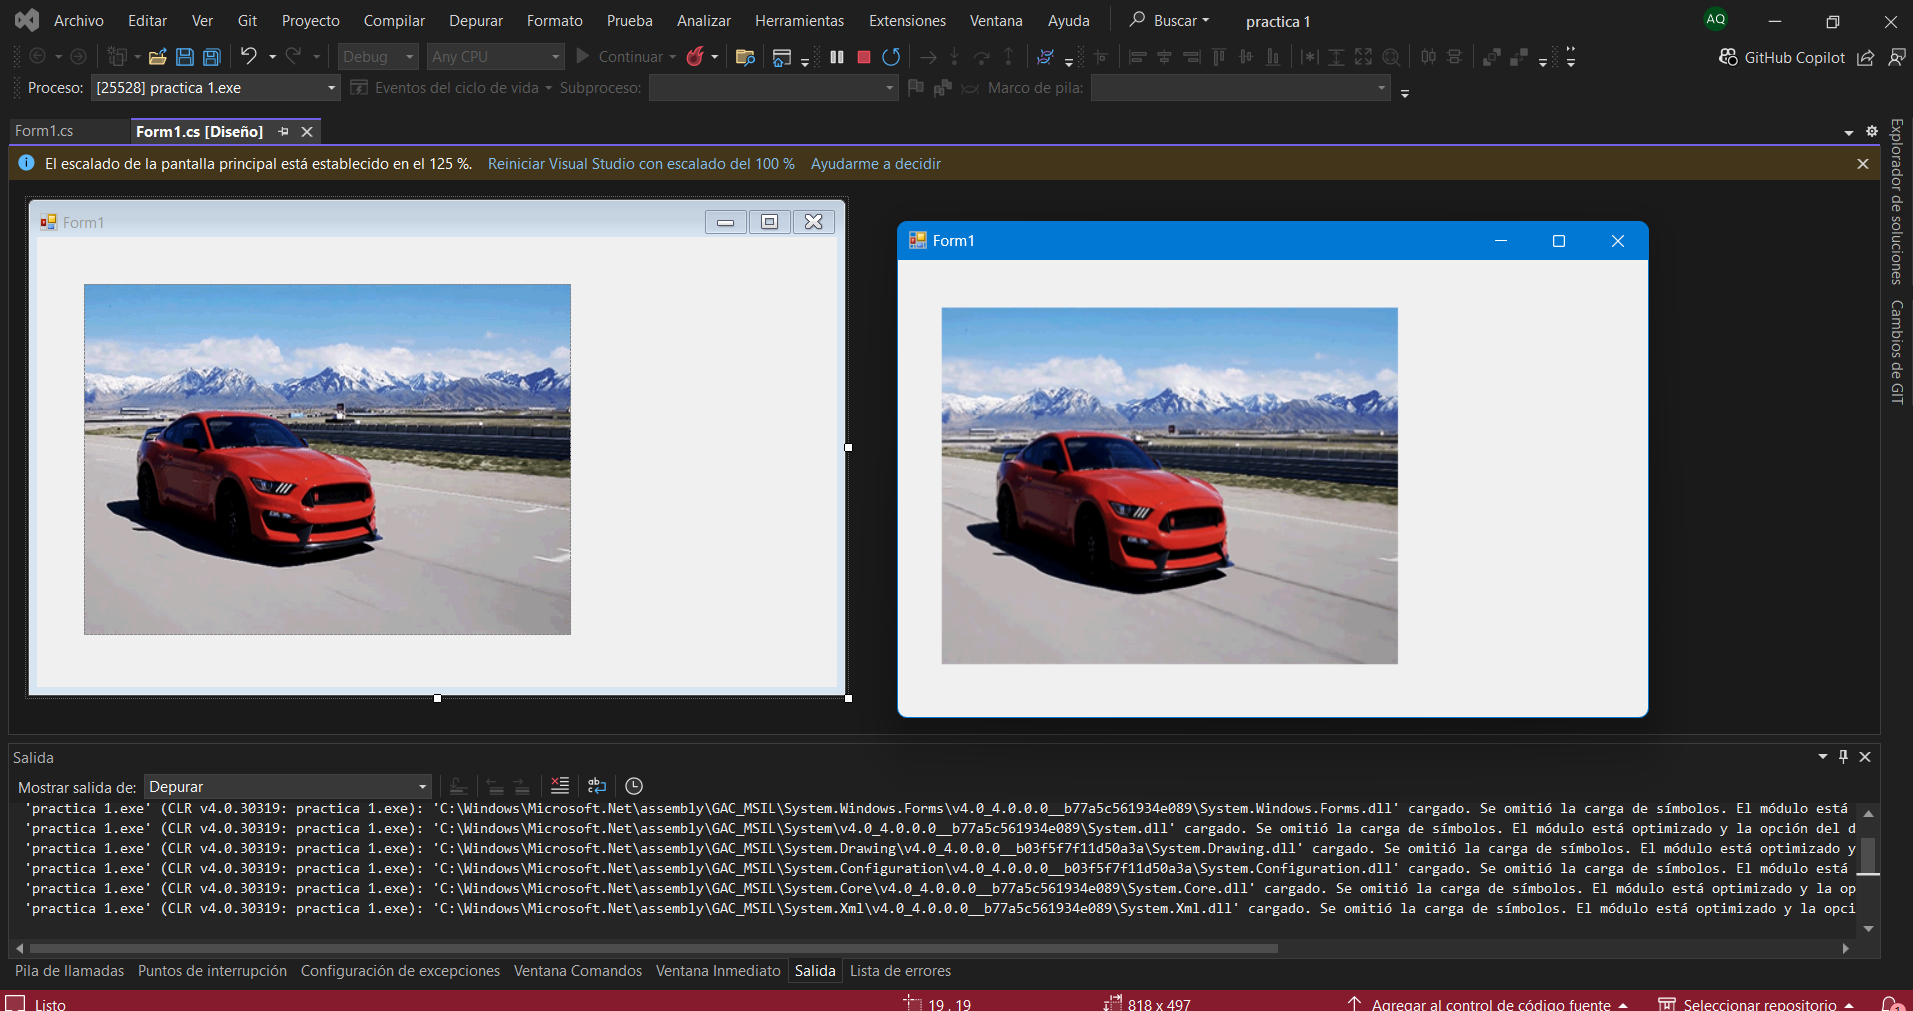 Archivo Editar Ver Git Proyecto Compilar Depurar Formato Prueba Analizar Herramientas Extensiones Ventana Ayuda Buscar practica 1 AQ
Debug Any CPU Continuar GitHub Copilot
Proceso: [25528] practica 1.exe Eventos del ciclo de vida Subproceso: Marco de pila:
Form1.cs Form1.cs [Diseño]
El escalado de la pantalla principal está establecido en el 125 %. Reiniciar Visual Studio con escalado del 100 % Ayudarme a decidir
Explorador de soluciones
Cambios de GIT
Form1
Form1
Salida
Mostrar salida de: Depurar
'practica 1.exe' (CLR v4.0.30319: practica 1.exe): 'C:\Windows\Microsoft.Net\assembly\GAC_MSIL\System.Windows.Forms\v4.0_4.0.0.0__b77a5c561934e089\System.Windows.Forms.dll' cargado. Se omitió la carga de símbolos. El módulo está
'practica 1.exe' (CLR v4.0.30319: practica 1.exe): 'C:\Windows\Microsoft.Net\assembly\GAC_MSIL\System\v4.0_4.0.0.0__b77a5c561934e089\System.dll' cargado. Se omitió la carga de símbolos. El módulo está optimizado y la opción del d
'practica 1.exe' (CLR v4.0.30319: practica 1.exe): 'C:\Windows\Microsoft.Net\assembly\GAC_MSIL\System.Drawing\v4.0_4.0.0.0__b03f5f7f11d50a3a\System.Drawing.dll' cargado. Se omitió la carga de símbolos. El módulo está optimizado y
'practica 1.exe' (CLR v4.0.30319: practica 1.exe): 'C:\Windows\Microsoft.Net\assembly\GAC_MSIL\System.Configuration\v4.0_4.0.0.0__b03f5f7f11d50a3a\System.Configuration.dll' cargado. Se omitió la carga de símbolos. El módulo está
'practica 1.exe' (CLR v4.0.30319: practica 1.exe): 'C:\Windows\Microsoft.Net\assembly\GAC_MSIL\System.Core\v4.0_4.0.0.0__b77a5c561934e089\System.Core.dll' cargado. Se omitió la carga de símbolos. El módulo está optimizado y la op
'practica 1.exe' (CLR v4.0.30319: practica 1.exe): 'C:\Windows\Microsoft.Net\assembly\GAC_MSIL\System.Xml\v4.0_4.0.0.0__b77a5c561934e089\System.Xml.dll' cargado. Se omitió la carga de símbolos. El módulo está optimizado y la opci
Pila de llamadas Puntos de interrupción Configuración de excepciones Ventana Comandos Ventana Inmediato Salida Lista de errores
Listo 19 , 19 818 x 497 Agregar al control de código fuente Seleccionar repositorio